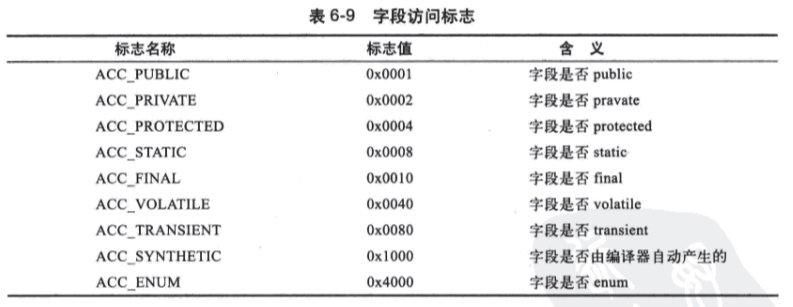 表 6-9 字段访问标志
标志名称 标志值 含 义
ACC_PUBLIC 0x0001 字段是否 public
ACC_PRIVATE 0x0002 字段是否 pravate
ACC_PROTECTED 0x0004 字段是否 protected
ACC_STATIC 0x0008 字段是否 static
ACC_FINAL 0x0010 字段是否 final
ACC_VOLATILE 0x0040 字段是否 volatile
ACC_TRANSIENT 0x0080 字段是否 transient
ACC_SYNTHETIC 0x1000 字段是否由编译器自动产生的
ACC_ENUM 0x4000 字段是否 enum